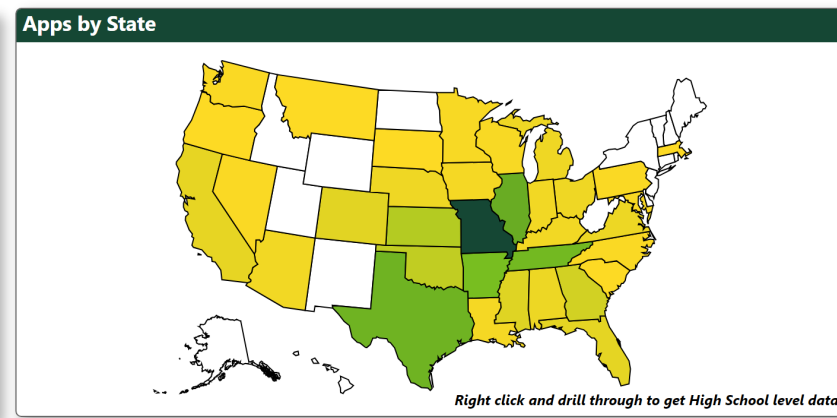 Apps by State
Right click and drill through to get High School level data